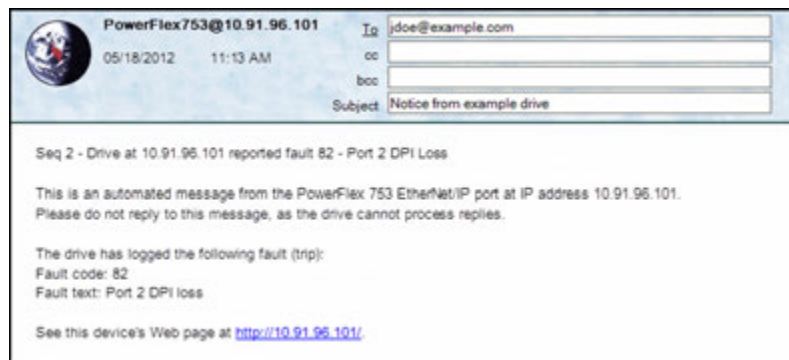 PowerFlex753@10.91.96.101
05/18/2012 11:13 AM
To jdoe@example.com
cc
bcc
Subject Notice from example drive
Seq 2 - Drive at 10.91.96.101 reported fault 82 - Port 2 DPI Loss
This is an automated message from the PowerFlex 753 EtherNet/IP port at IP address 10.91.96.101.
Please do not reply to this message, as the drive cannot process replies.
The drive has logged the following fault (trip):
Fault code: 82
Fault text: Port 2 DPI loss
See this device's Web page at http://10.91.96.101/.